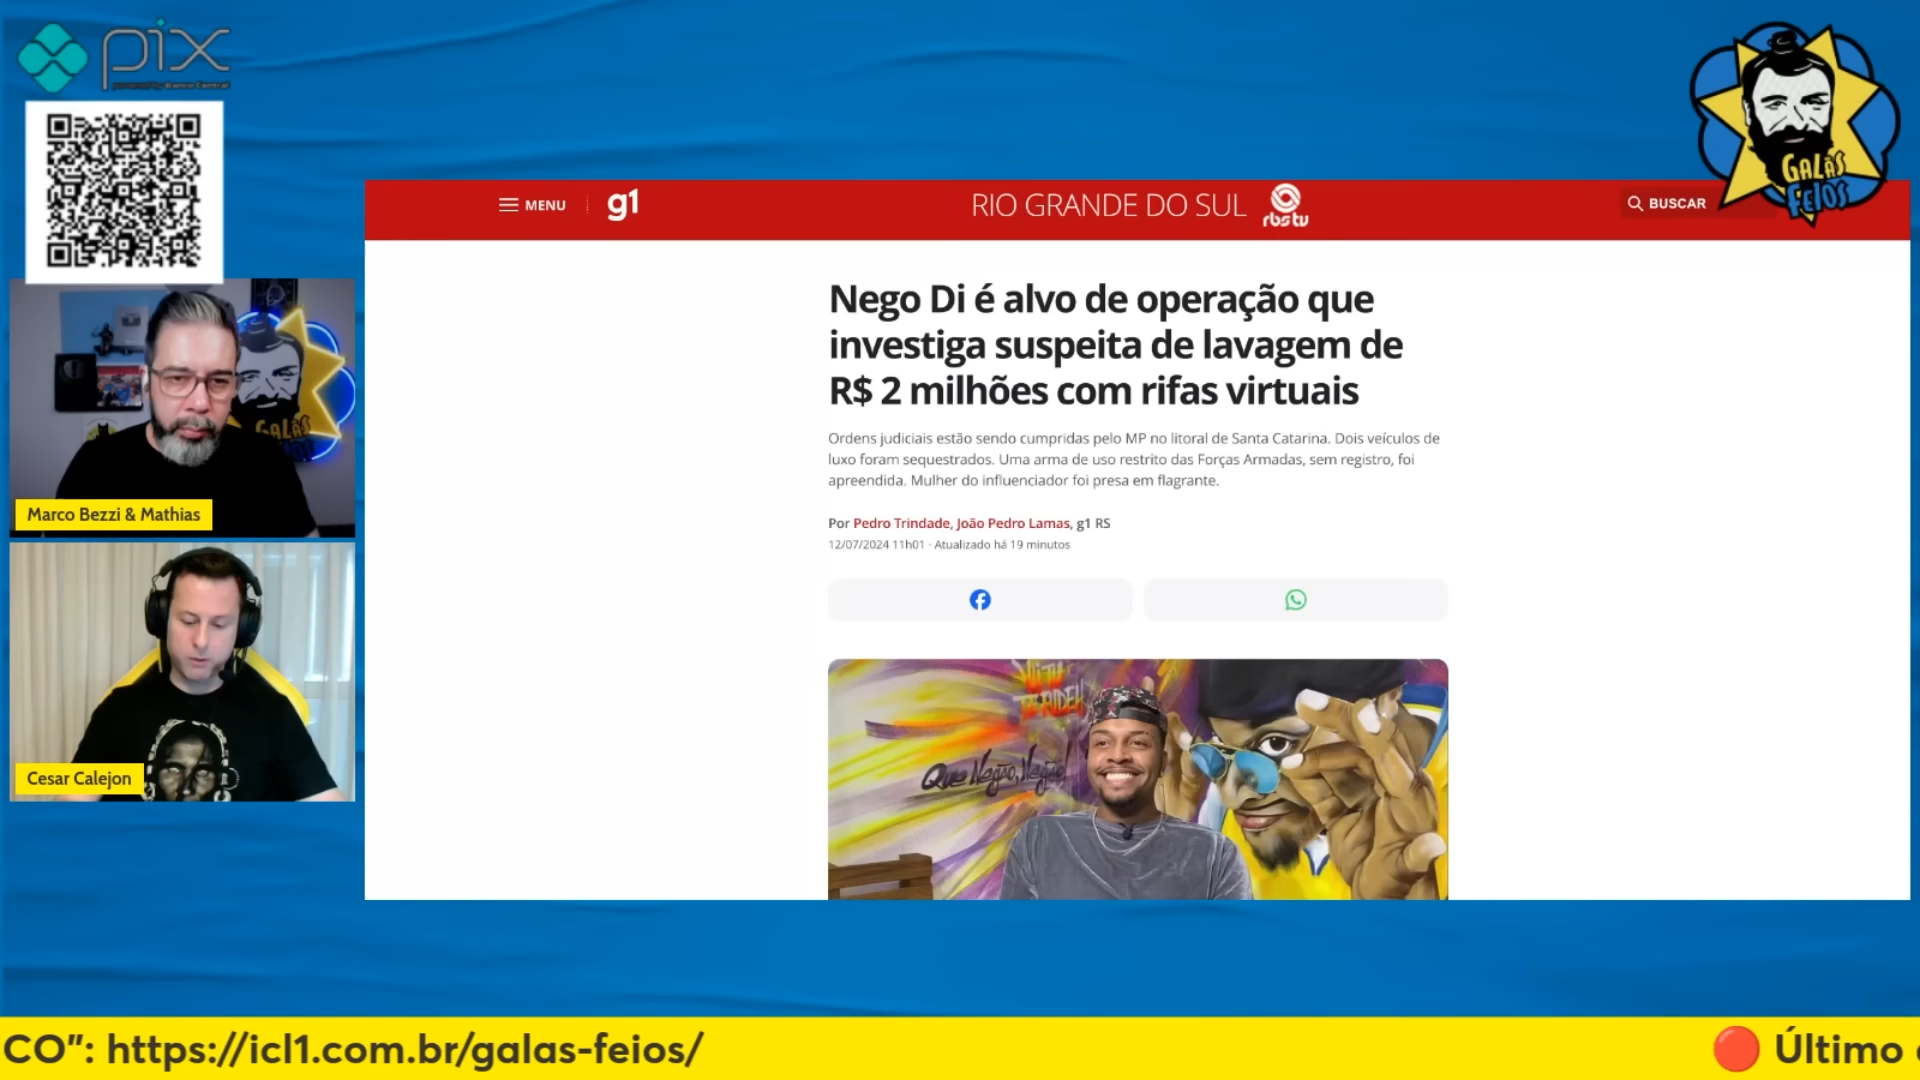 pix
powered by Banco Central
GALÃS
FEIOS
MENU
g1
RIO GRANDE DO SUL
rbs tv
BUSCAR
Nego Di é alvo de operação que
investiga suspeita de lavagem de
R$ 2 milhões com rifas virtuais
Ordens judiciais estão sendo cumpridas pelo MP no litoral de Santa Catarina. Dois veículos de
luxo foram sequestrados. Uma arma de uso restrito das Forças Armadas, sem registro, foi
apreendida. Mulher do influenciador foi presa em flagrante.
Por Pedro Trindade, João Pedro Lamas, g1 RS
12/07/2024 11h01 · Atualizado há 19 minutos
Que Negão, Negão!
GALÃS
Marco Bezzi & Mathias
Cesar Calejon
CO”: https://icl1.com.br/galas-feios/
Último